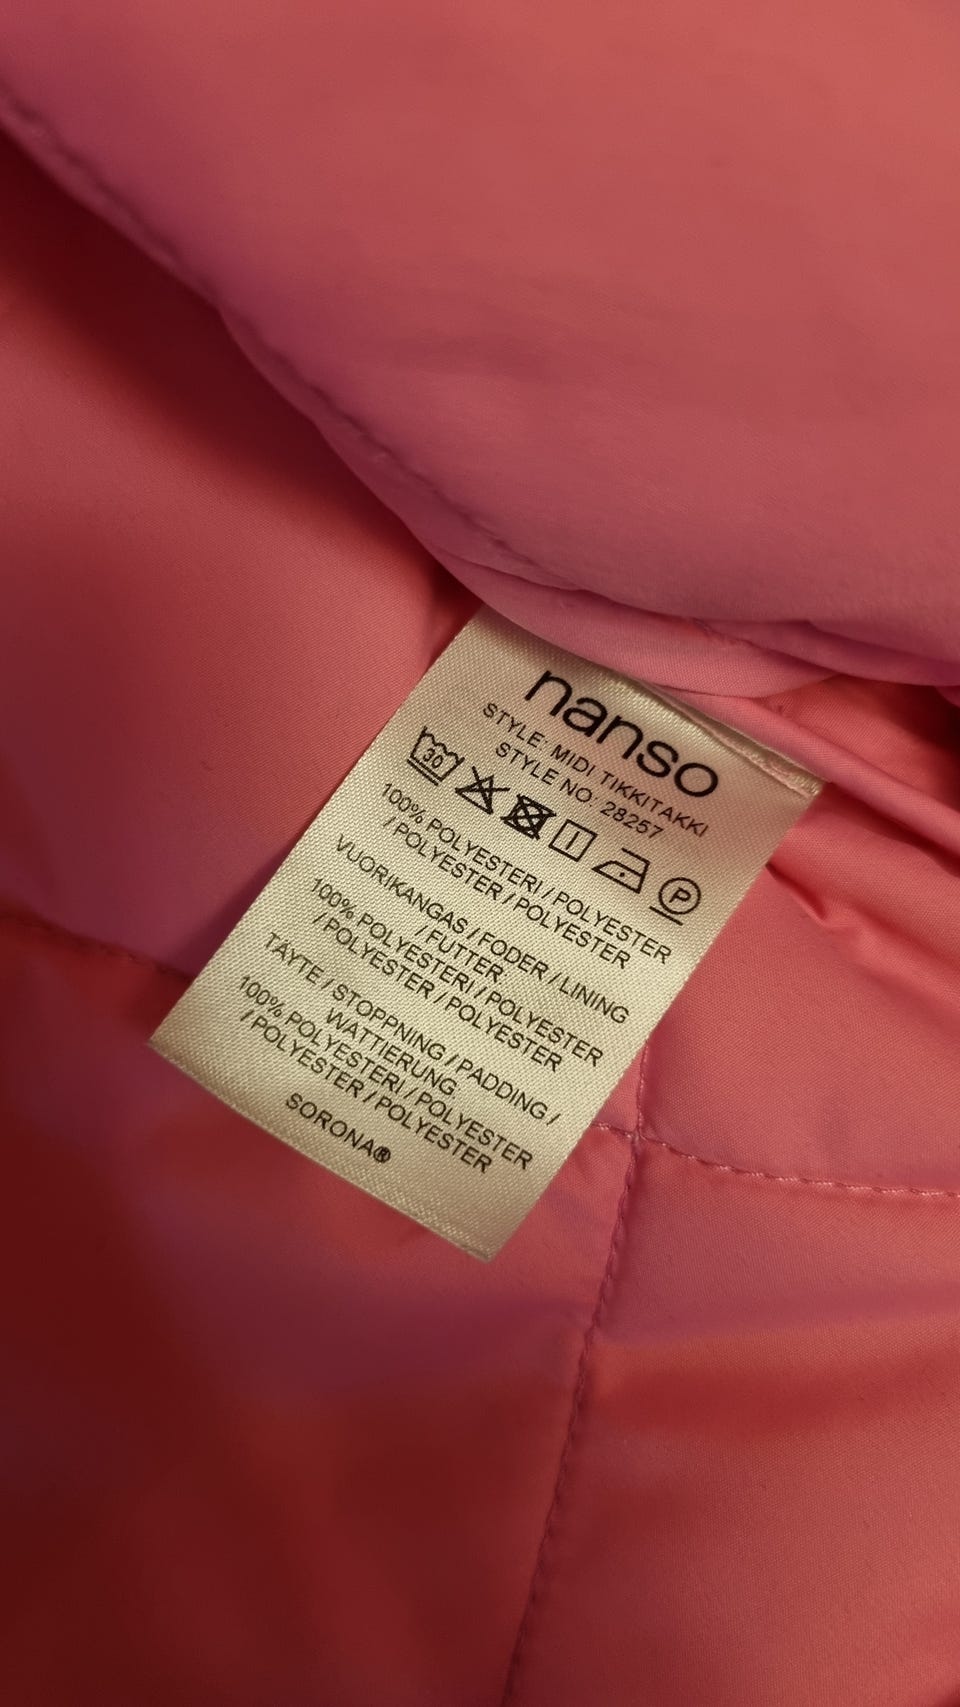 nanso
STYLE: MIDI TIKKITAKKI
STYLE NO: 28257
30 P
100% POLYESTERI / POLYESTER
/ POLYESTER / POLYESTER
VUORIKANGAS / FODER / LINING
/ FUTTER
100% POLYESTERI / POLYESTER
/ POLYESTER / POLYESTER
TÄYTE / STOPPNING / PADDING /
WATTIERUNG
100% POLYESTERI / POLYESTER
/ POLYESTER / POLYESTER
SORONA®